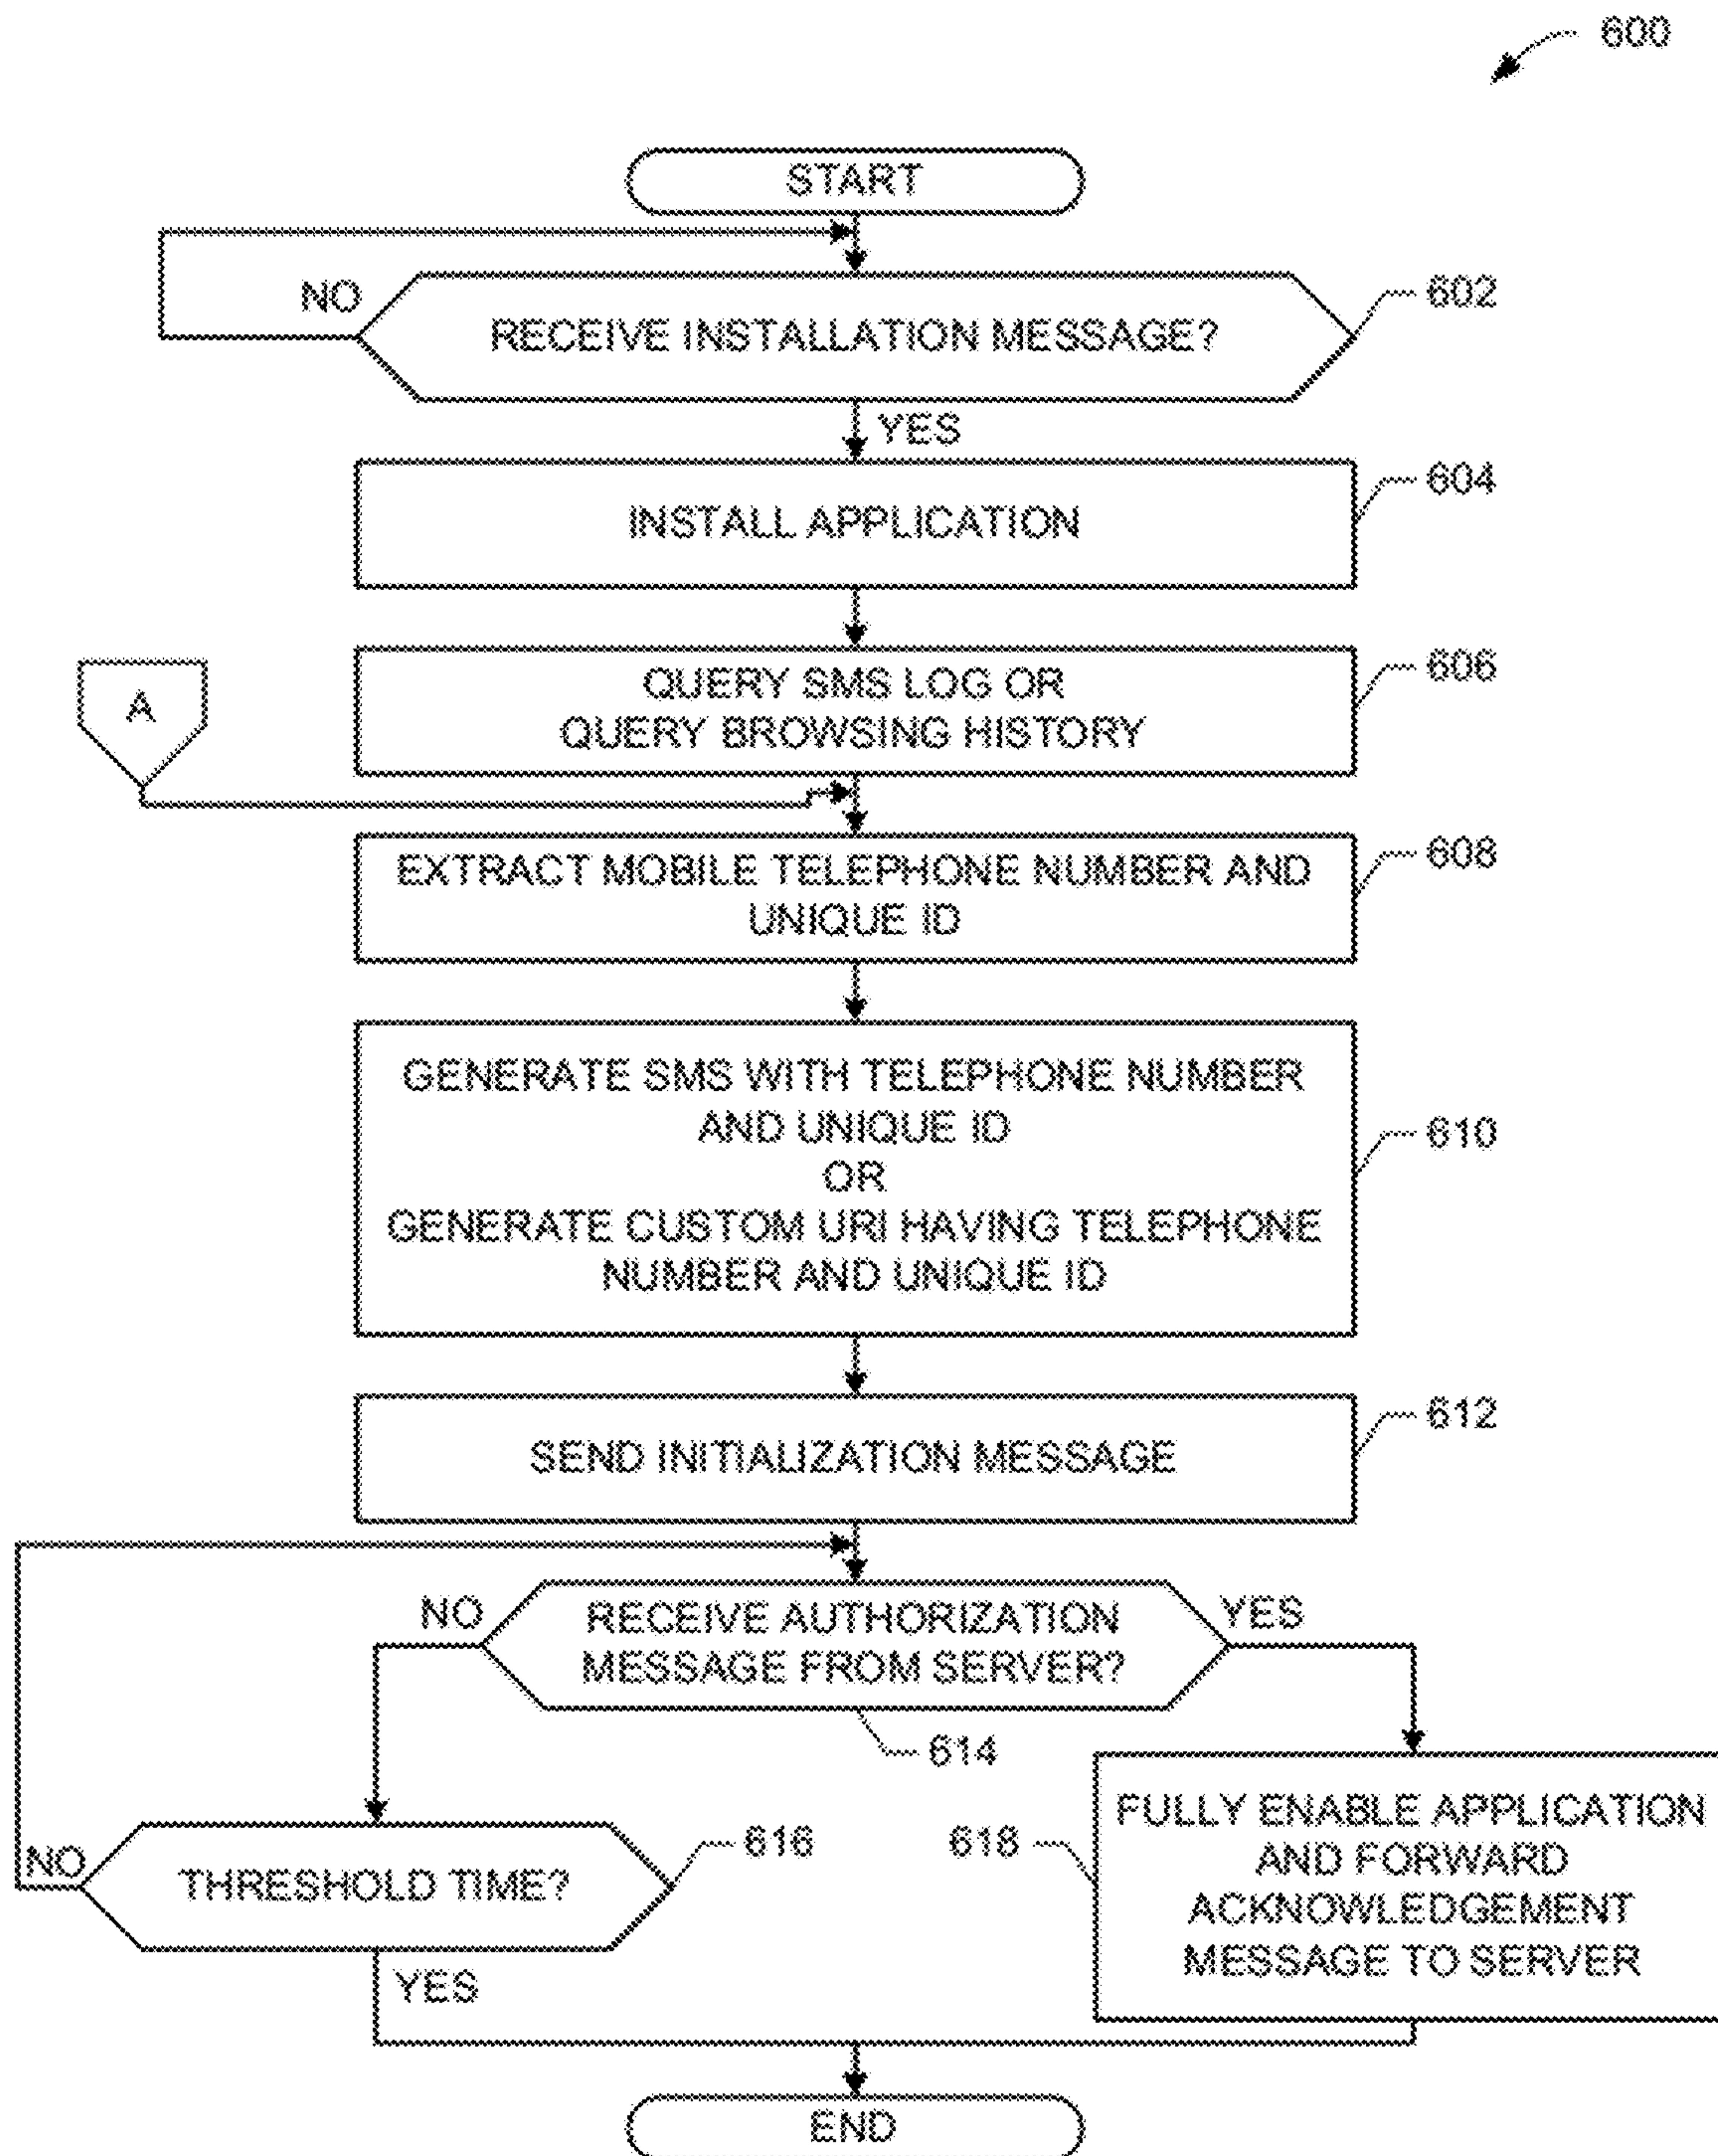 600
START
NO
RECEIVE INSTALLATION MESSAGE?
602
YES
INSTALL APPLICATION
604
QUERY SMS LOG OR
QUERY BROWSING HISTORY
606
A
EXTRACT MOBILE TELEPHONE NUMBER AND
UNIQUE ID
608
GENERATE SMS WITH TELEPHONE NUMBER
AND UNIQUE ID
OR
GENERATE CUSTOM URI HAVING TELEPHONE
NUMBER AND UNIQUE ID
610
SEND INITIALIZATION MESSAGE
612
NO
RECEIVE AUTHORIZATION
MESSAGE FROM SERVER?
YES
614
NO
THRESHOLD TIME?
616
YES
618
FULLY ENABLE APPLICATION
AND FORWARD
ACKNOWLEDGEMENT
MESSAGE TO SERVER
END